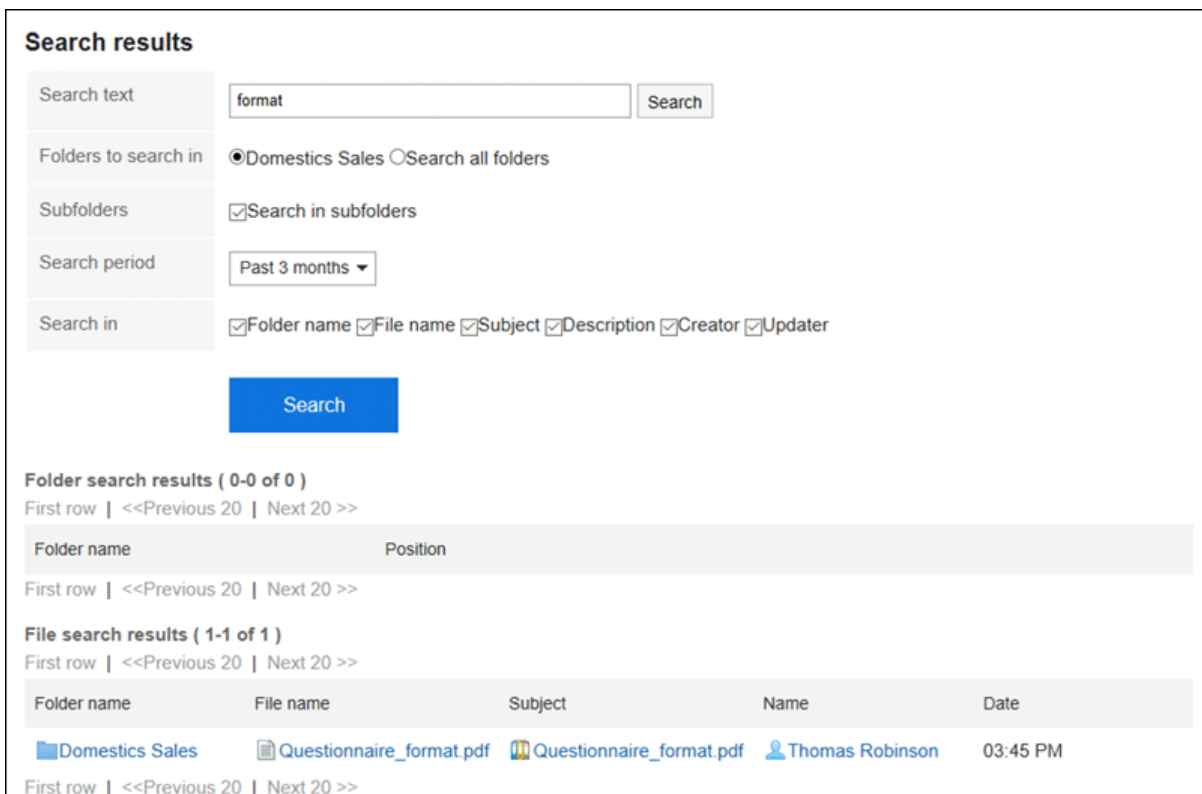 Search results
Search text format Search
Folders to search in Domestics Sales Search all folders
Subfolders Search in subfolders
Search period Past 3 months
Search in Folder name File name Subject Description Creator Updater
Search
Folder search results ( 0-0 of 0 )
First row | <<Previous 20 | Next 20 >>
Folder name Position
First row | <<Previous 20 | Next 20 >>
File search results ( 1-1 of 1 )
First row | <<Previous 20 | Next 20 >>
Folder name File name Subject Name Date
Domestics Sales Questionnaire_format.pdf Questionnaire_format.pdf Thomas Robinson 03:45 PM
First row | <<Previous 20 | Next 20 >>